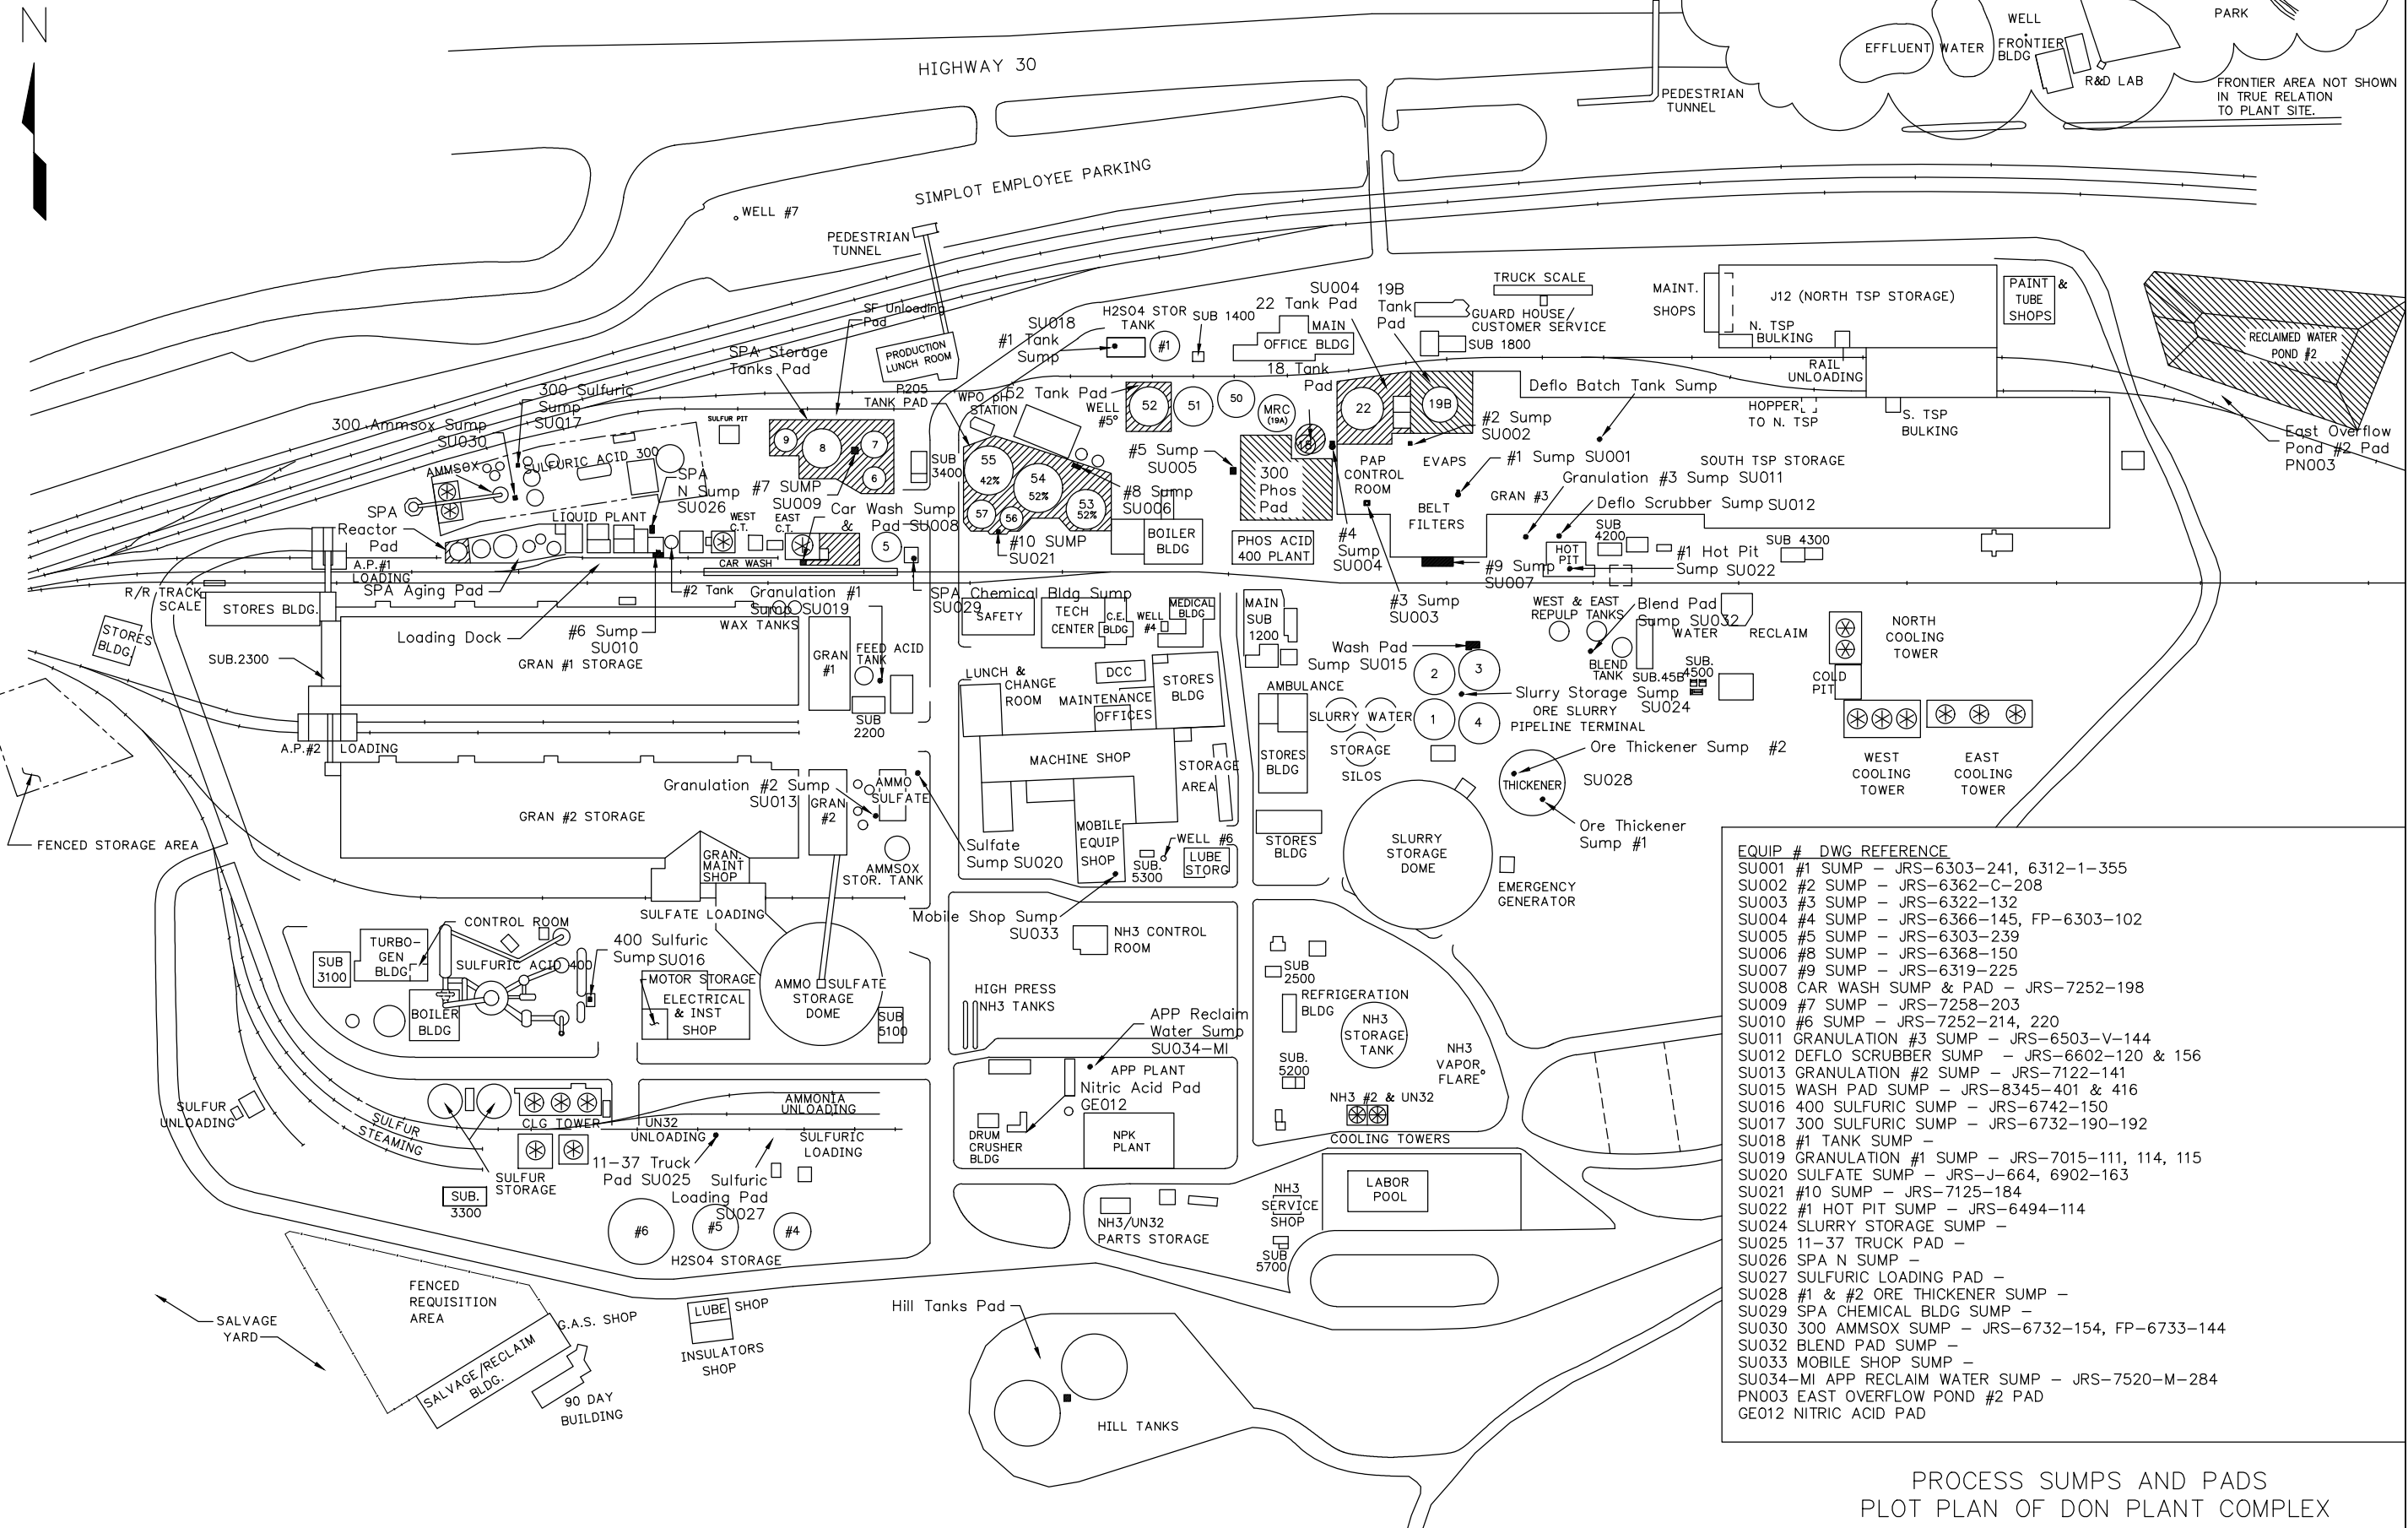 N
HIGHWAY 30
SIMPLOT EMPLOYEE PARKING
WELL #7
PEDESTRIAN
TUNNEL
PEDESTRIAN
TUNNEL
EFFLUENT WATER
WELL
FRONTIER
BLDG
R&D LAB
PARK
FRONTIER AREA NOT SHOWN
IN TRUE RELATION
TO PLANT SITE.
SF Unloading
Pad
PRODUCTION
LUNCH ROOM
SPA Storage
Tanks Pad
P205
TANK PAD
WPO pH
STATION
52 Tank Pad
WELL
#5
SU018
#1 Tank
Sump
H2SO4 STOR
TANK
#1
SUB 1400
SU004
22 Tank Pad
MAIN
OFFICE BLDG
18 Tank
Pad
19B
Tank
Pad
TRUCK SCALE
GUARD HOUSE/
CUSTOMER SERVICE
SUB 1800
MAINT.
SHOPS
J12 (NORTH TSP STORAGE)
N. TSP
BULKING
PAINT &
TUBE
SHOPS
RAIL
UNLOADING
HOPPER
TO N. TSP
S. TSP
BULKING
RECLAIMED WATER
POND #2
East Overflow
Pond #2 Pad
PN003
Deflo Batch Tank Sump
#2 Sump
SU002
#1 Sump SU001
SOUTH TSP STORAGE
Granulation #3 Sump SU011
GRAN #3
Deflo Scrubber Sump SU012
300 Sulfuric
Sump
SU017
300 Ammsox Sump
SU030
SULFUR PIT
AMMSOX
SULFURIC ACID 300
SPA
N Sump
SU026
#7 SUMP
SU009
9
8
7
6
SUB
3400
55
42%
54
52%
53
52%
57
56
52
51
50
MRC
(19A)
18
22
19B
#8 Sump
SU006
#5 Sump
SU005
300
Phos
Pad
PAP
CONTROL
ROOM
EVAPS
BELT
FILTERS
SPA
Reactor
Pad
LIQUID PLANT
WEST
C.T.
EAST
C.T.
Car Wash Sump
&
Pad SU008
5
CAR WASH
#10 SUMP
SU021
BOILER
BLDG
PHOS ACID
400 PLANT
#4
Sump
SU004
#9 Sump
SU007
HOT
PIT
SUB
4200
#1 Hot Pit
Sump SU022
SUB 4300
A.P.#1
LOADING
SPA Aging Pad
R/R TRACK
SCALE
STORES BLDG.
STORES
BLDG.
SUB.2300
Loading Dock
#6 Sump
SU010
#2 Tank
Granulation #1
Sump SU019
WAX TANKS
SPA Chemical Bldg Sump
SU029
GRAN #1 STORAGE
GRAN
#1
FEED ACID
TANK
SUB
2200
SAFETY
TECH
CENTER
C.E.
BLDG
WELL
#4
MEDICAL
BLDG
MAIN
SUB
1200
#3 Sump
SU003
WEST & EAST
REPULP TANKS
Blend Pad
Sump SU032
WATER RECLAIM
NORTH
COOLING
TOWER
Wash Pad
Sump SU015
2
3
1
4
BLEND
TANK
SUB.45B
SUB.
4500
COLD
PIT
LUNCH &
CHANGE
ROOM
DCC
MAINTENANCE
OFFICES
STORES
BLDG
AMBULANCE
SLURRY WATER
STORAGE
SILOS
Slurry Storage Sump
SU024
ORE SLURRY
PIPELINE TERMINAL
A.P.#2 LOADING
MACHINE SHOP
STORAGE
AREA
STORES
BLDG
Ore Thickener Sump #2
THICKENER
SU028
Ore Thickener
Sump #1
WEST
COOLING
TOWER
EAST
COOLING
TOWER
Granulation #2 Sump
SU013
GRAN
#2
AMMO
SULFATE
GRAN #2 STORAGE
FENCED STORAGE AREA
GRAN.
MAINT
SHOP
AMMSOX
STOR. TANK
Sulfate
Sump SU020
MOBILE
EQUIP
SHOP
WELL #6
SUB.
5300
LUBE
STORG
STORES
BLDG
SLURRY
STORAGE
DOME
EMERGENCY
GENERATOR
SULFATE LOADING
Mobile Shop Sump
SU033
CONTROL ROOM
TURBO-
GEN
BLDG
SUB
3100
SULFURIC ACID 400
400 Sulfuric
Sump SU016
BOILER
BLDG
MOTOR STORAGE
ELECTRICAL
& INST
SHOP
AMMO SULFATE
STORAGE
DOME
SUB
5100
NH3 CONTROL
ROOM
HIGH PRESS
NH3 TANKS
APP Reclaim
Water Sump
SU034-MI
SUB
2500
REFRIGERATION
BLDG
NH3
STORAGE
TANK
NH3
VAPOR
FLARE
SUB.
5200
APP PLANT
Nitric Acid Pad
GE012
NH3 #2 & UN32
COOLING TOWERS
SULFUR
UNLOADING
SULFUR
STEAMING
CLG TOWER
SULFUR
STORAGE
SUB.
3300
AMMONIA
UNLOADING
UN32
UNLOADING
SULFURIC
LOADING
11-37 Truck
Pad SU025
Sulfuric
Loading Pad
SU027
DRUM
CRUSHER
BLDG
NPK
PLANT
#6
#5
#4
H2SO4 STORAGE
NH3/UN32
PARTS STORAGE
NH3
SERVICE
SHOP
SUB
5700
LABOR
POOL
SALVAGE
YARD
FENCED
REQUISITION
AREA
G.A.S. SHOP
SALVAGE/RECLAIM
BLDG.
90 DAY
BUILDING
LUBE SHOP
INSULATORS
SHOP
Hill Tanks Pad
HILL TANKS
EQUIP # DWG REFERENCE
SU001 #1 SUMP - JRS-6303-241, 6312-1-355
SU002 #2 SUMP - JRS-6362-C-208
SU003 #3 SUMP - JRS-6322-132
SU004 #4 SUMP - JRS-6366-145, FP-6303-102
SU005 #5 SUMP - JRS-6303-239
SU006 #8 SUMP - JRS-6368-150
SU007 #9 SUMP - JRS-6319-225
SU008 CAR WASH SUMP & PAD - JRS-7252-198
SU009 #7 SUMP - JRS-7258-203
SU010 #6 SUMP - JRS-7252-214, 220
SU011 GRANULATION #3 SUMP - JRS-6503-V-144
SU012 DEFLO SCRUBBER SUMP - JRS-6602-120 & 156
SU013 GRANULATION #2 SUMP - JRS-7122-141
SU015 WASH PAD SUMP - JRS-8345-401 & 416
SU016 400 SULFURIC SUMP - JRS-6742-150
SU017 300 SULFURIC SUMP - JRS-6732-190-192
SU018 #1 TANK SUMP -
SU019 GRANULATION #1 SUMP - JRS-7015-111, 114, 115
SU020 SULFATE SUMP - JRS-J-664, 6902-163
SU021 #10 SUMP - JRS-7125-184
SU022 #1 HOT PIT SUMP - JRS-6494-114
SU024 SLURRY STORAGE SUMP -
SU025 11-37 TRUCK PAD -
SU026 SPA N SUMP -
SU027 SULFURIC LOADING PAD -
SU028 #1 & #2 ORE THICKENER SUMP -
SU029 SPA CHEMICAL BLDG SUMP -
SU030 300 AMMSOX SUMP - JRS-6732-154, FP-6733-144
SU032 BLEND PAD SUMP -
SU033 MOBILE SHOP SUMP -
SU034-MI APP RECLAIM WATER SUMP - JRS-7520-M-284
PN003 EAST OVERFLOW POND #2 PAD
GE012 NITRIC ACID PAD
PROCESS SUMPS AND PADS
PLOT PLAN OF DON PLANT COMPLEX